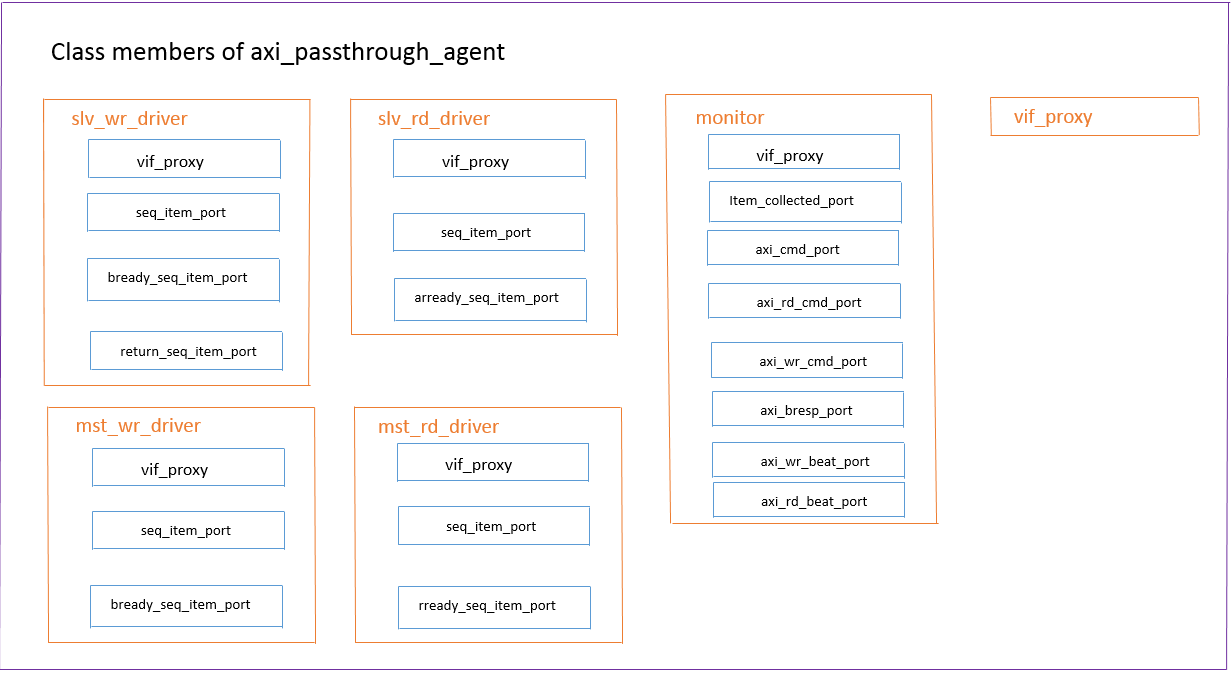 Class members of axi_passthrough_agent
slv_wr_driver
vif_proxy
seq_item_port
bready_seq_item_port
return_seq_item_port
slv_rd_driver
vif_proxy
seq_item_port
arready_seq_item_port
monitor
vif_proxy
Item_collected_port
axi_cmd_port
axi_rd_cmd_port
axi_wr_cmd_port
axi_bresp_port
axi_wr_beat_port
axi_rd_beat_port
vif_proxy
mst_wr_driver
vif_proxy
seq_item_port
bready_seq_item_port
mst_rd_driver
vif_proxy
seq_item_port
rready_seq_item_port